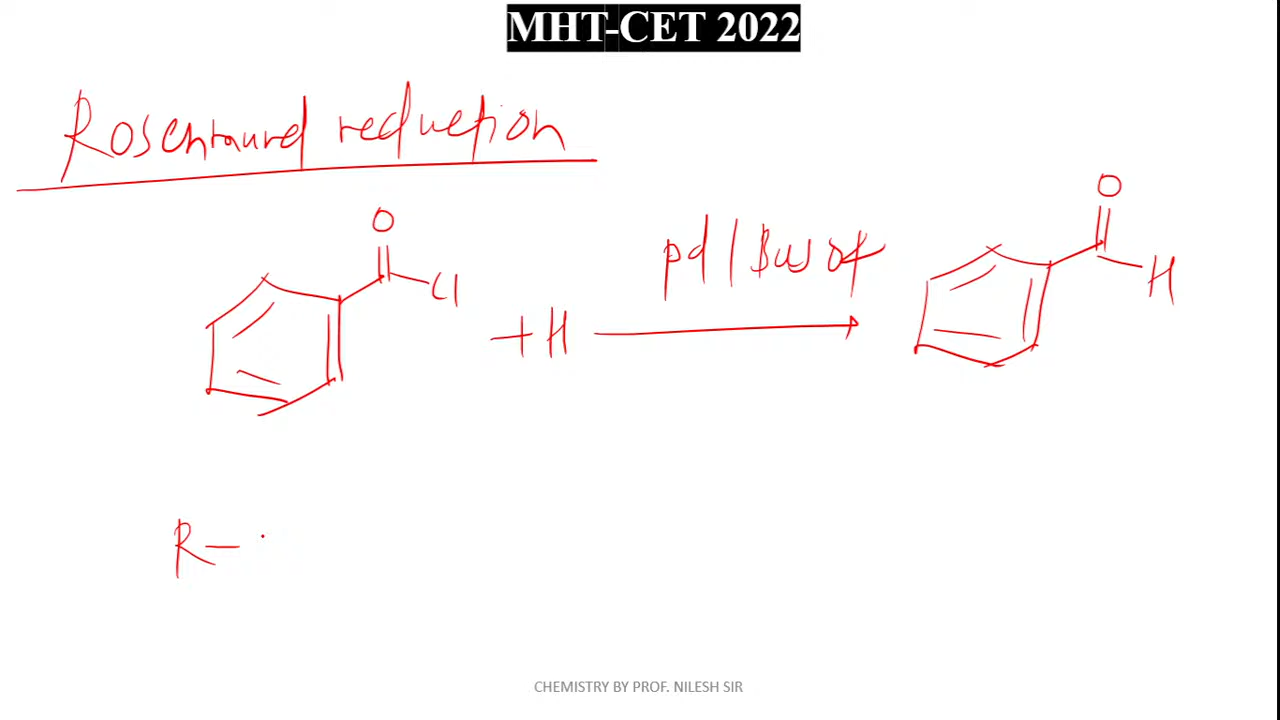 MHT-CET 2022
Rosenmund reduction
O
Cl
+ H
pd / BaSO4
O
H
R –
CHEMISTRY BY PROF. NILESH SIR